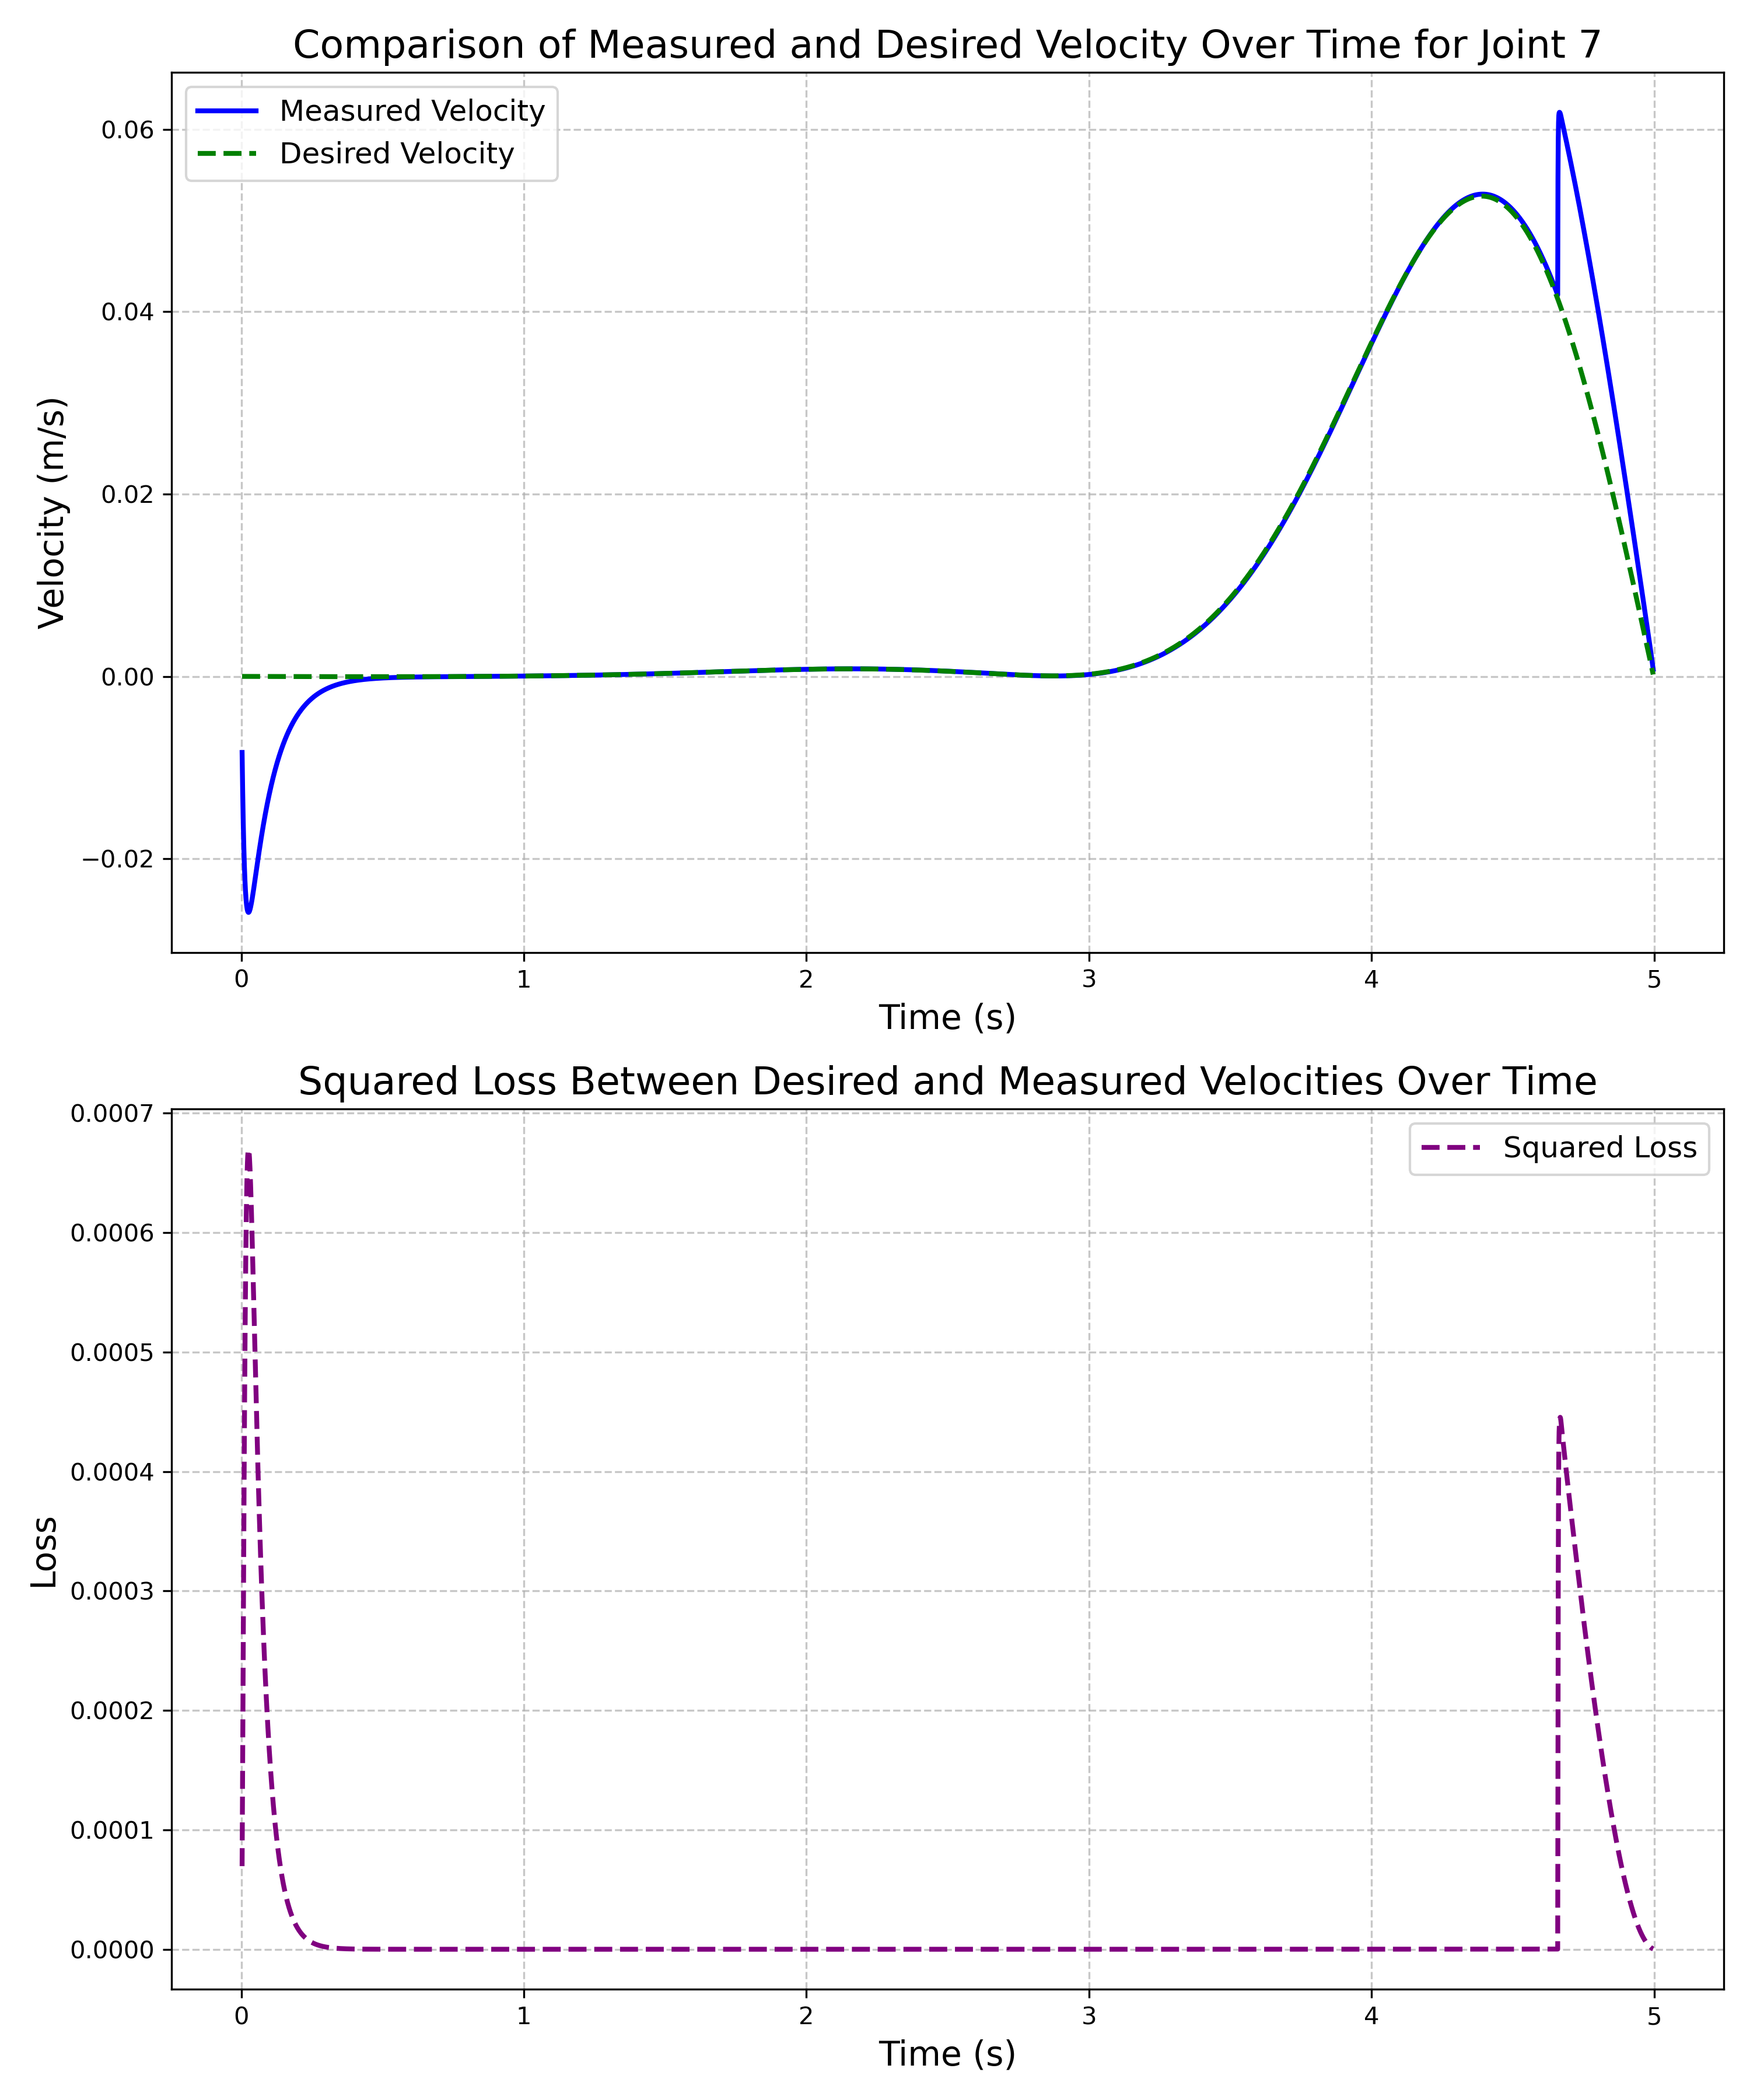 Comparison of Measured and Desired Velocity Over Time for Joint 7
Measured Velocity
Desired Velocity
0.06
0.04
0.02
0.00
−0.02
Velocity (m/s)
0 1 2 3 4 5
Time (s)
Squared Loss Between Desired and Measured Velocities Over Time
Squared Loss
0.0007
0.0006
0.0005
0.0004
0.0003
0.0002
0.0001
0.0000
Loss
0 1 2 3 4 5
Time (s)